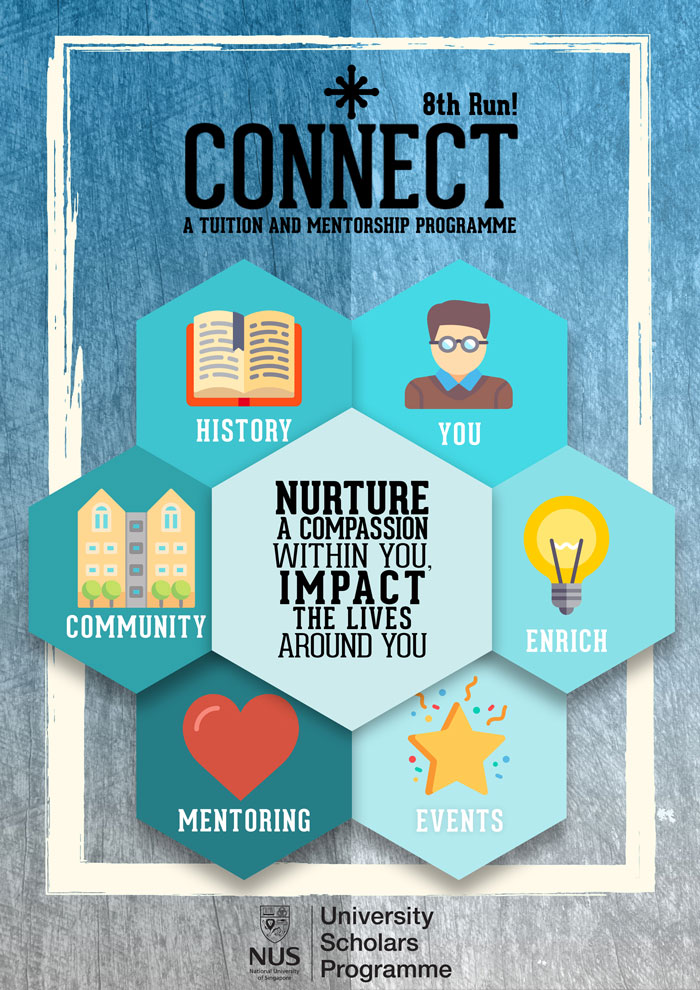 8th Run!
CONNECT
A TUITION AND MENTORSHIP PROGRAMME
HISTORY
YOU
NURTURE
A COMPASSION
WITHIN YOU,
IMPACT
THE LIVES
AROUND YOU
COMMUNITY
ENRICH
MENTORING
EVENTS
NUS
National University
of Singapore
University
Scholars
Programme